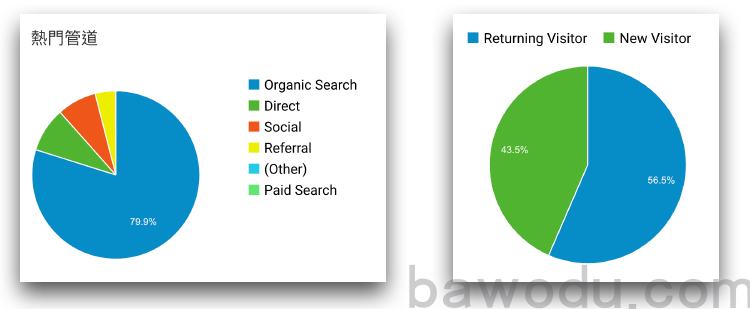 熱門管道
Organic Search
Direct
Social
Referral
(Other)
Paid Search
79.9%
Returning Visitor New Visitor
43.5%
56.5%
bawodu.com